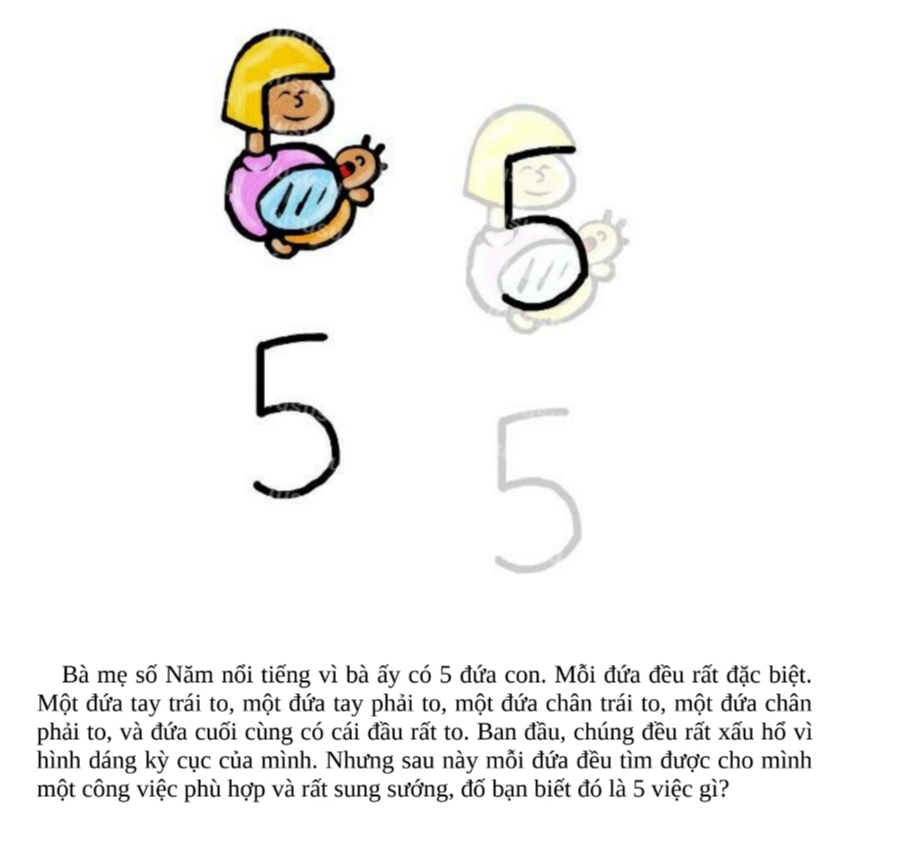 5
5
5
Bà mẹ số Năm nổi tiếng vì bà ấy có 5 đứa con. Mỗi đứa đều rất đặc biệt.
Một đứa tay trái to, một đứa tay phải to, một đứa chân trái to, một đứa chân
phải to, và đứa cuối cùng có cái đầu rất to. Ban đầu, chúng đều rất xấu hổ vì
hình dáng kỳ cục của mình. Nhưng sau này mỗi đứa đều tìm được cho mình
một công việc phù hợp và rất sung sướng, đố bạn biết đó là 5 việc gì?